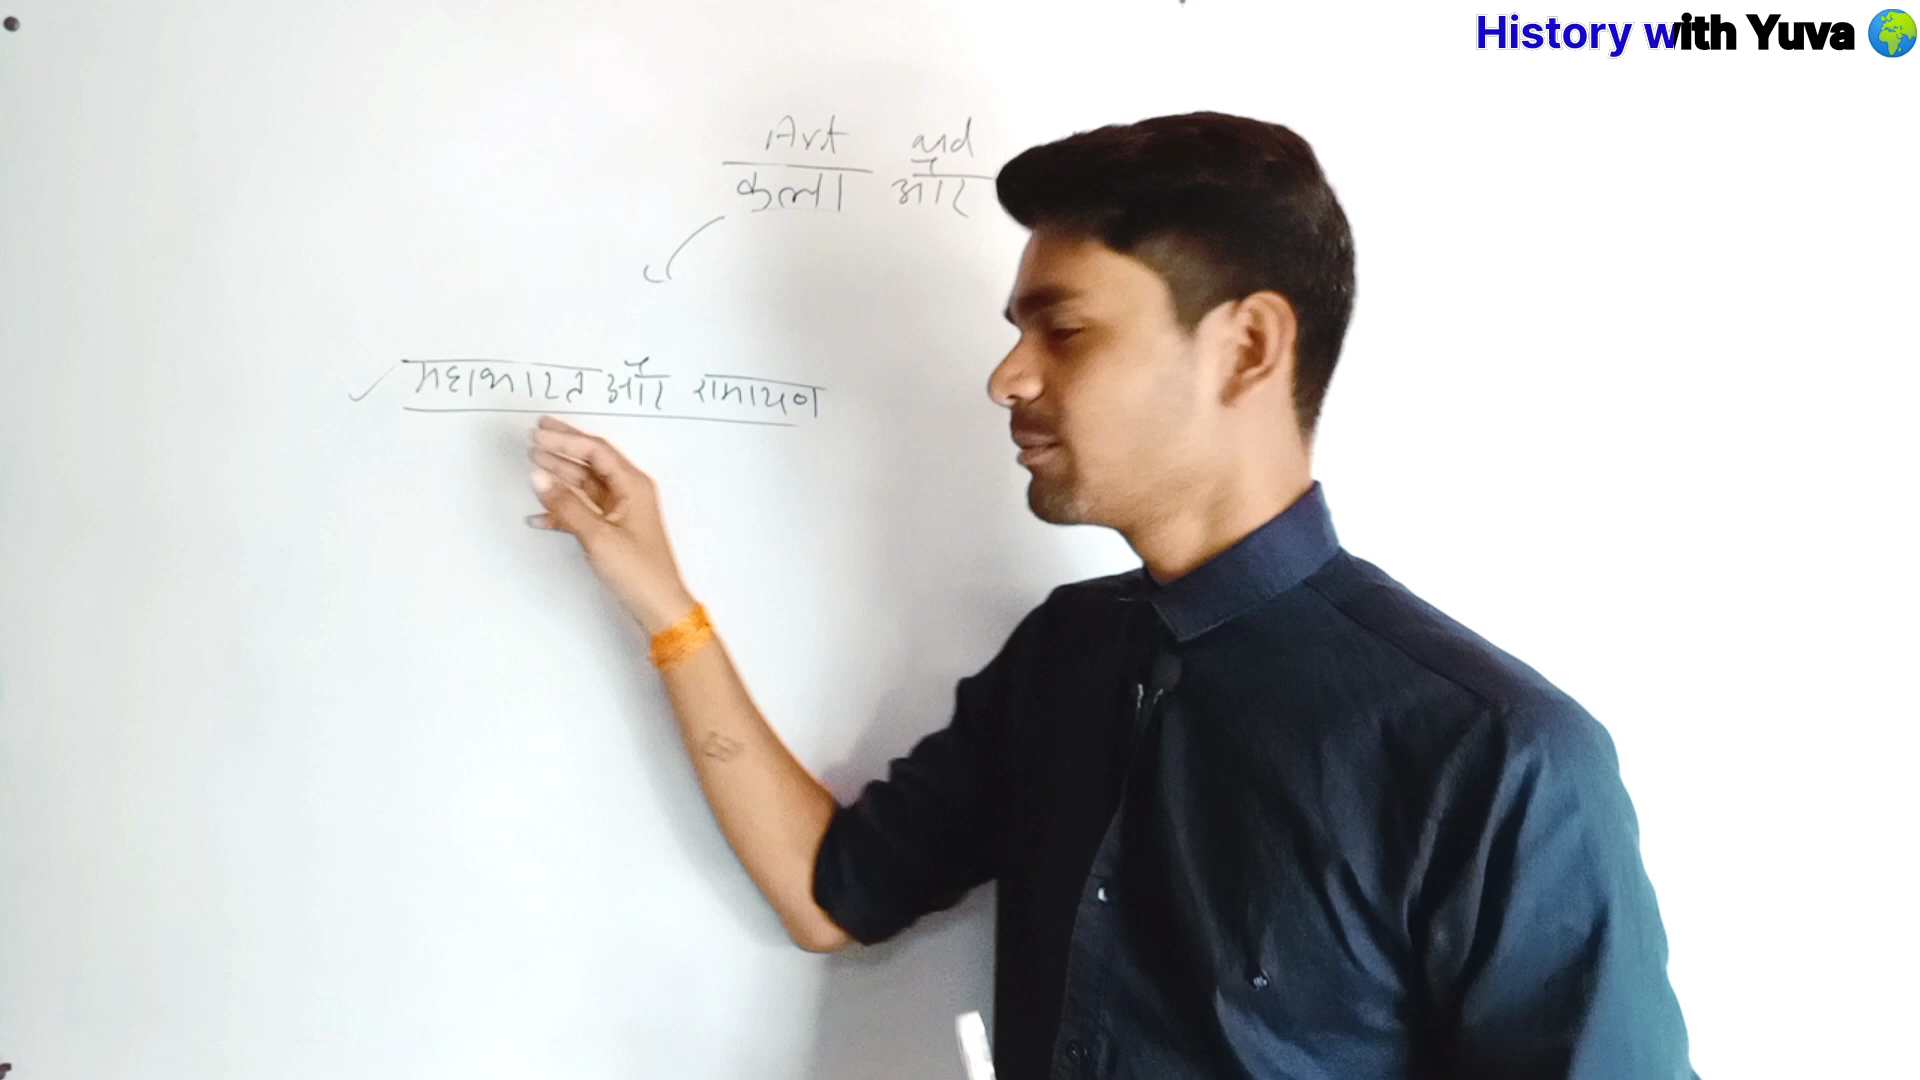 History with Yuva
Art and
कला और
महाभारत और रामायण